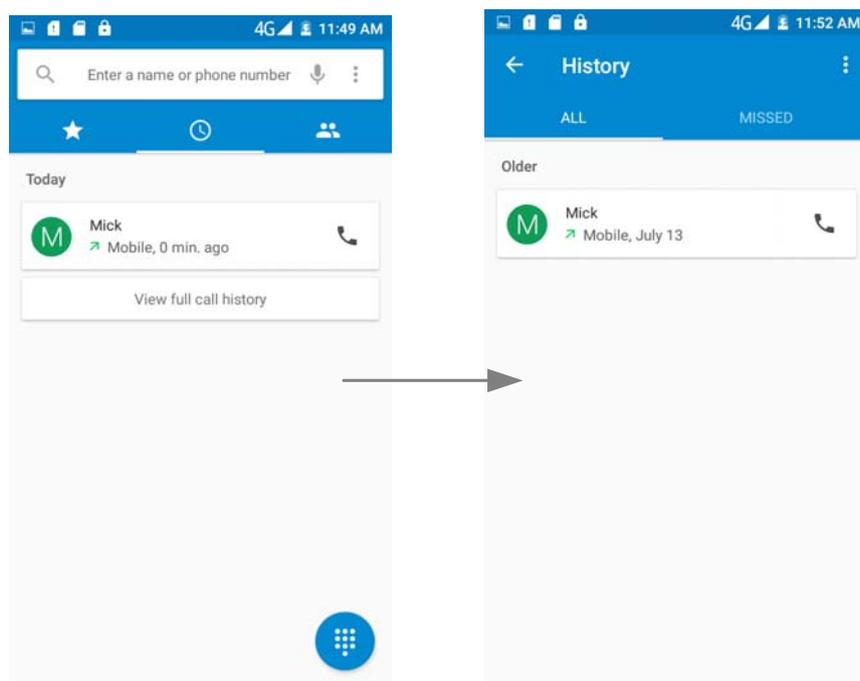 4G 11:49 AM
Enter a name or phone number
Today
M
Mick
Mobile, 0 min. ago
View full call history
4G 11:52 AM
History
ALL MISSED
Older
M
Mick
Mobile, July 13